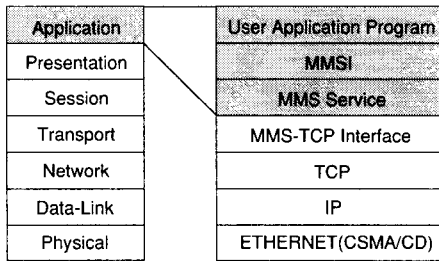 Application
Presentation
Session
Transport
Network
Data-Link
Physical
User Application Program
MMSI
MMS Service
MMS-TCP Interface
TCP
IP
ETHERNET(CSMA/CD)